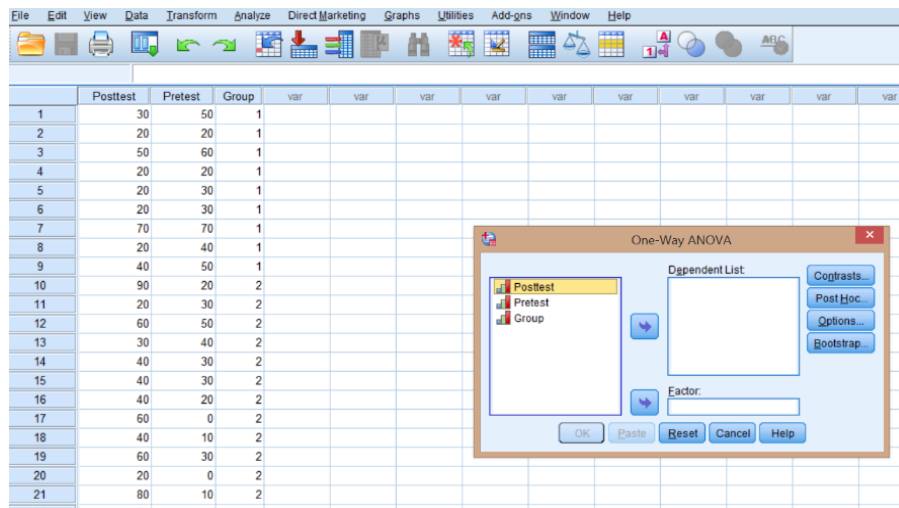 File Edit View Data Transform Analyze Direct Marketing Graphs Utilities Add-ons Window Help
Posttest Pretest Group var var var var var var var var var var
1 30 50 1
2 20 20 1
3 50 60 1
4 20 20 1
5 20 30 1
6 20 30 1
7 70 70 1
8 20 40 1
9 40 50 1
10 90 20 2
11 20 30 2
12 60 50 2
13 30 40 2
14 40 30 2
15 40 30 2
16 40 20 2
17 60 0 2
18 40 10 2
19 60 30 2
20 20 0 2
21 80 10 2
One-Way ANOVA
Dependent List:
Posttest
Pretest
Group
Contrasts...
Post Hoc...
Options...
Bootstrap...
Factor:
OK Paste Reset Cancel Help